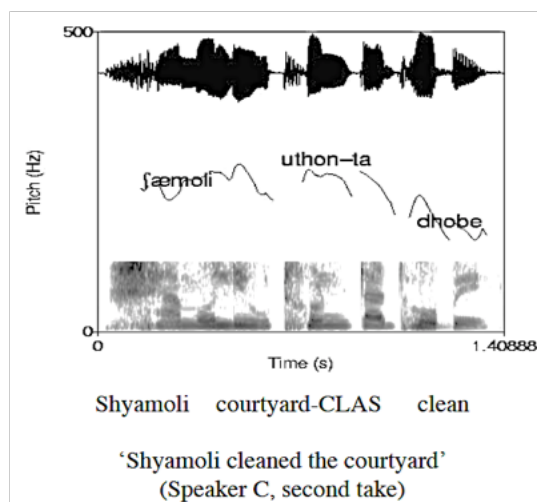 500
Pitch (Hz)
ʃæmoli
uthon–ta
dhobe
0
0
1.40888
Time (s)
Shyamoli courtyard-CLAS clean
‘Shyamoli cleaned the courtyard’
(Speaker C, second take)